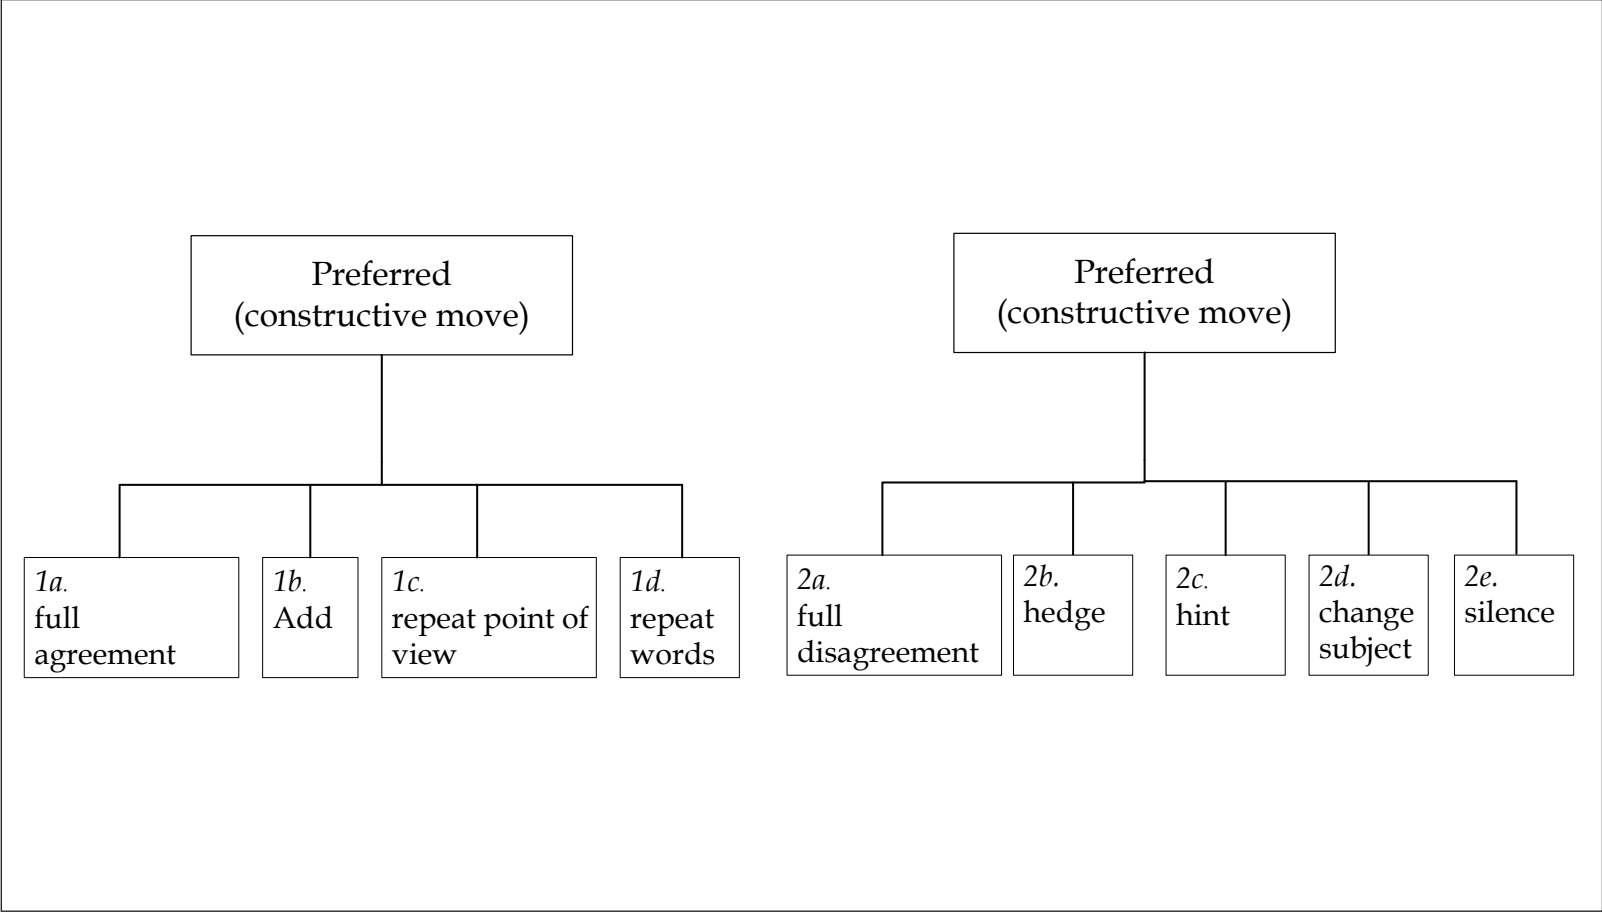 Preferred
(constructive move)
1a.
full
agreement
1b.
Add
1c.
repeat point of
view
1d.
repeat
words
Preferred
(constructive move)
2a.
full
disagreement
2b.
hedge
2c.
hint
2d.
change
subject
2e.
silence